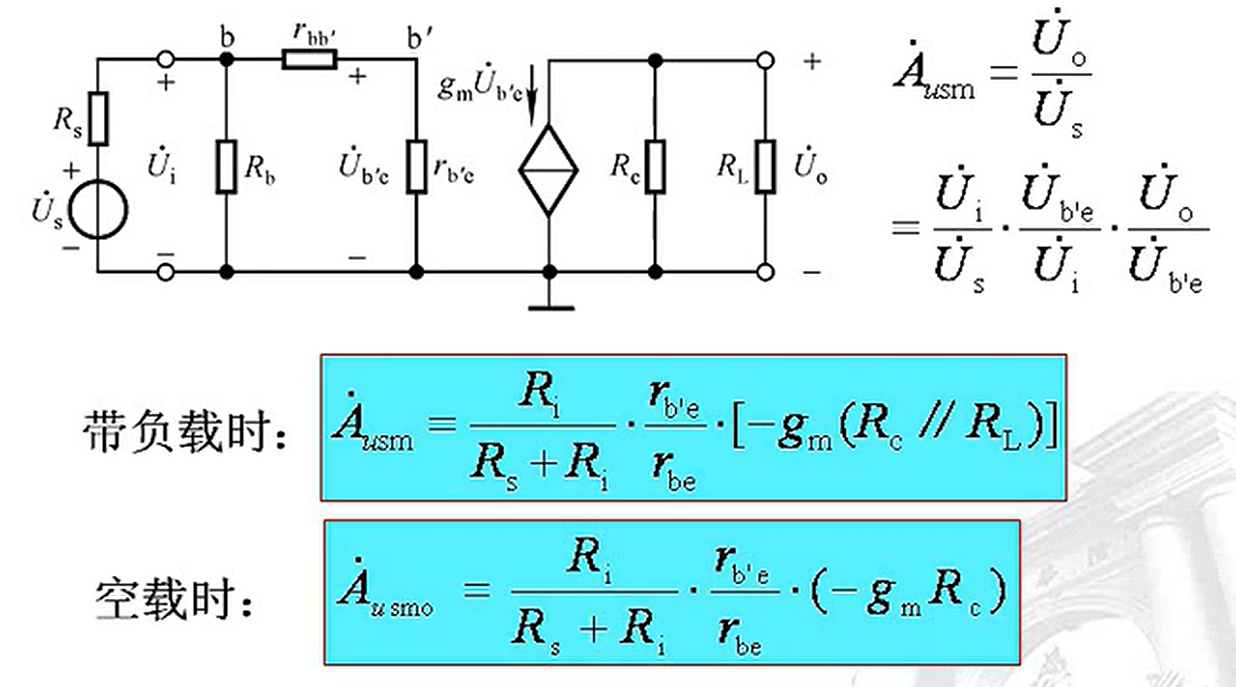 b r_bb' b'
+ + g_m U̇_b'e +
R_s
+ U̇_i R_b U̇_b'e r_b'e R_c R_L U̇_o
U̇_s
− − − −
Ȧ_usm = U̇_o / U̇_s
= U̇_i / U̇_s · U̇_b'e / U̇_i · U̇_o / U̇_b'e
带负载时: Ȧ_usm = R_i / (R_s + R_i) · r_b'e / r_be · [−g_m (R_c // R_L)]
空载时: Ȧ_usmo = R_i / (R_s + R_i) · r_b'e / r_be · (−g_m R_c)